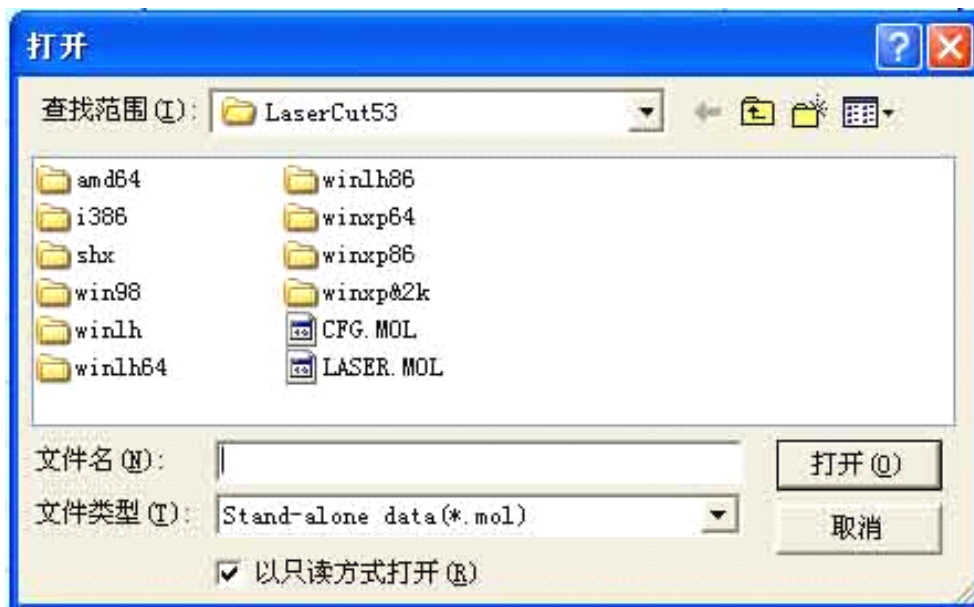 打开
查找范围(I): LaserCut53
amd64
i386
shx
win98
winlh
winlh64
winlh86
winxp64
winxp86
winxp&2k
CFG.MOL
LASER.MOL
文件名(N):
打开(O)
文件类型(T): Stand-alone data(*.mol)
取消
以只读方式打开(R)